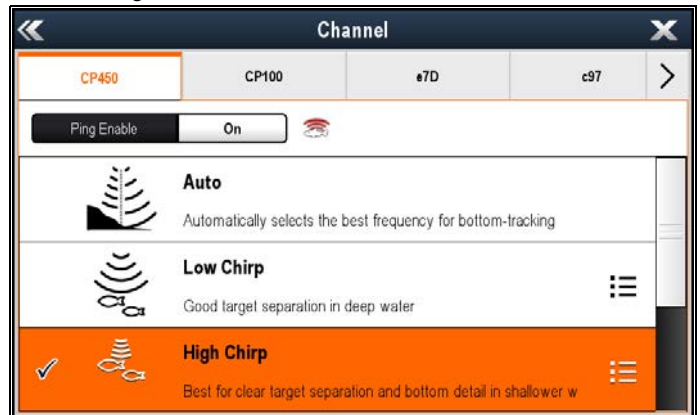 Channel
CP450 CP100 e7D c97
Ping Enable On
Auto
Automatically selects the best frequency for bottom-tracking
Low Chirp
Good target separation in deep water
High Chirp
Best for clear target separation and bottom detail in shallower w